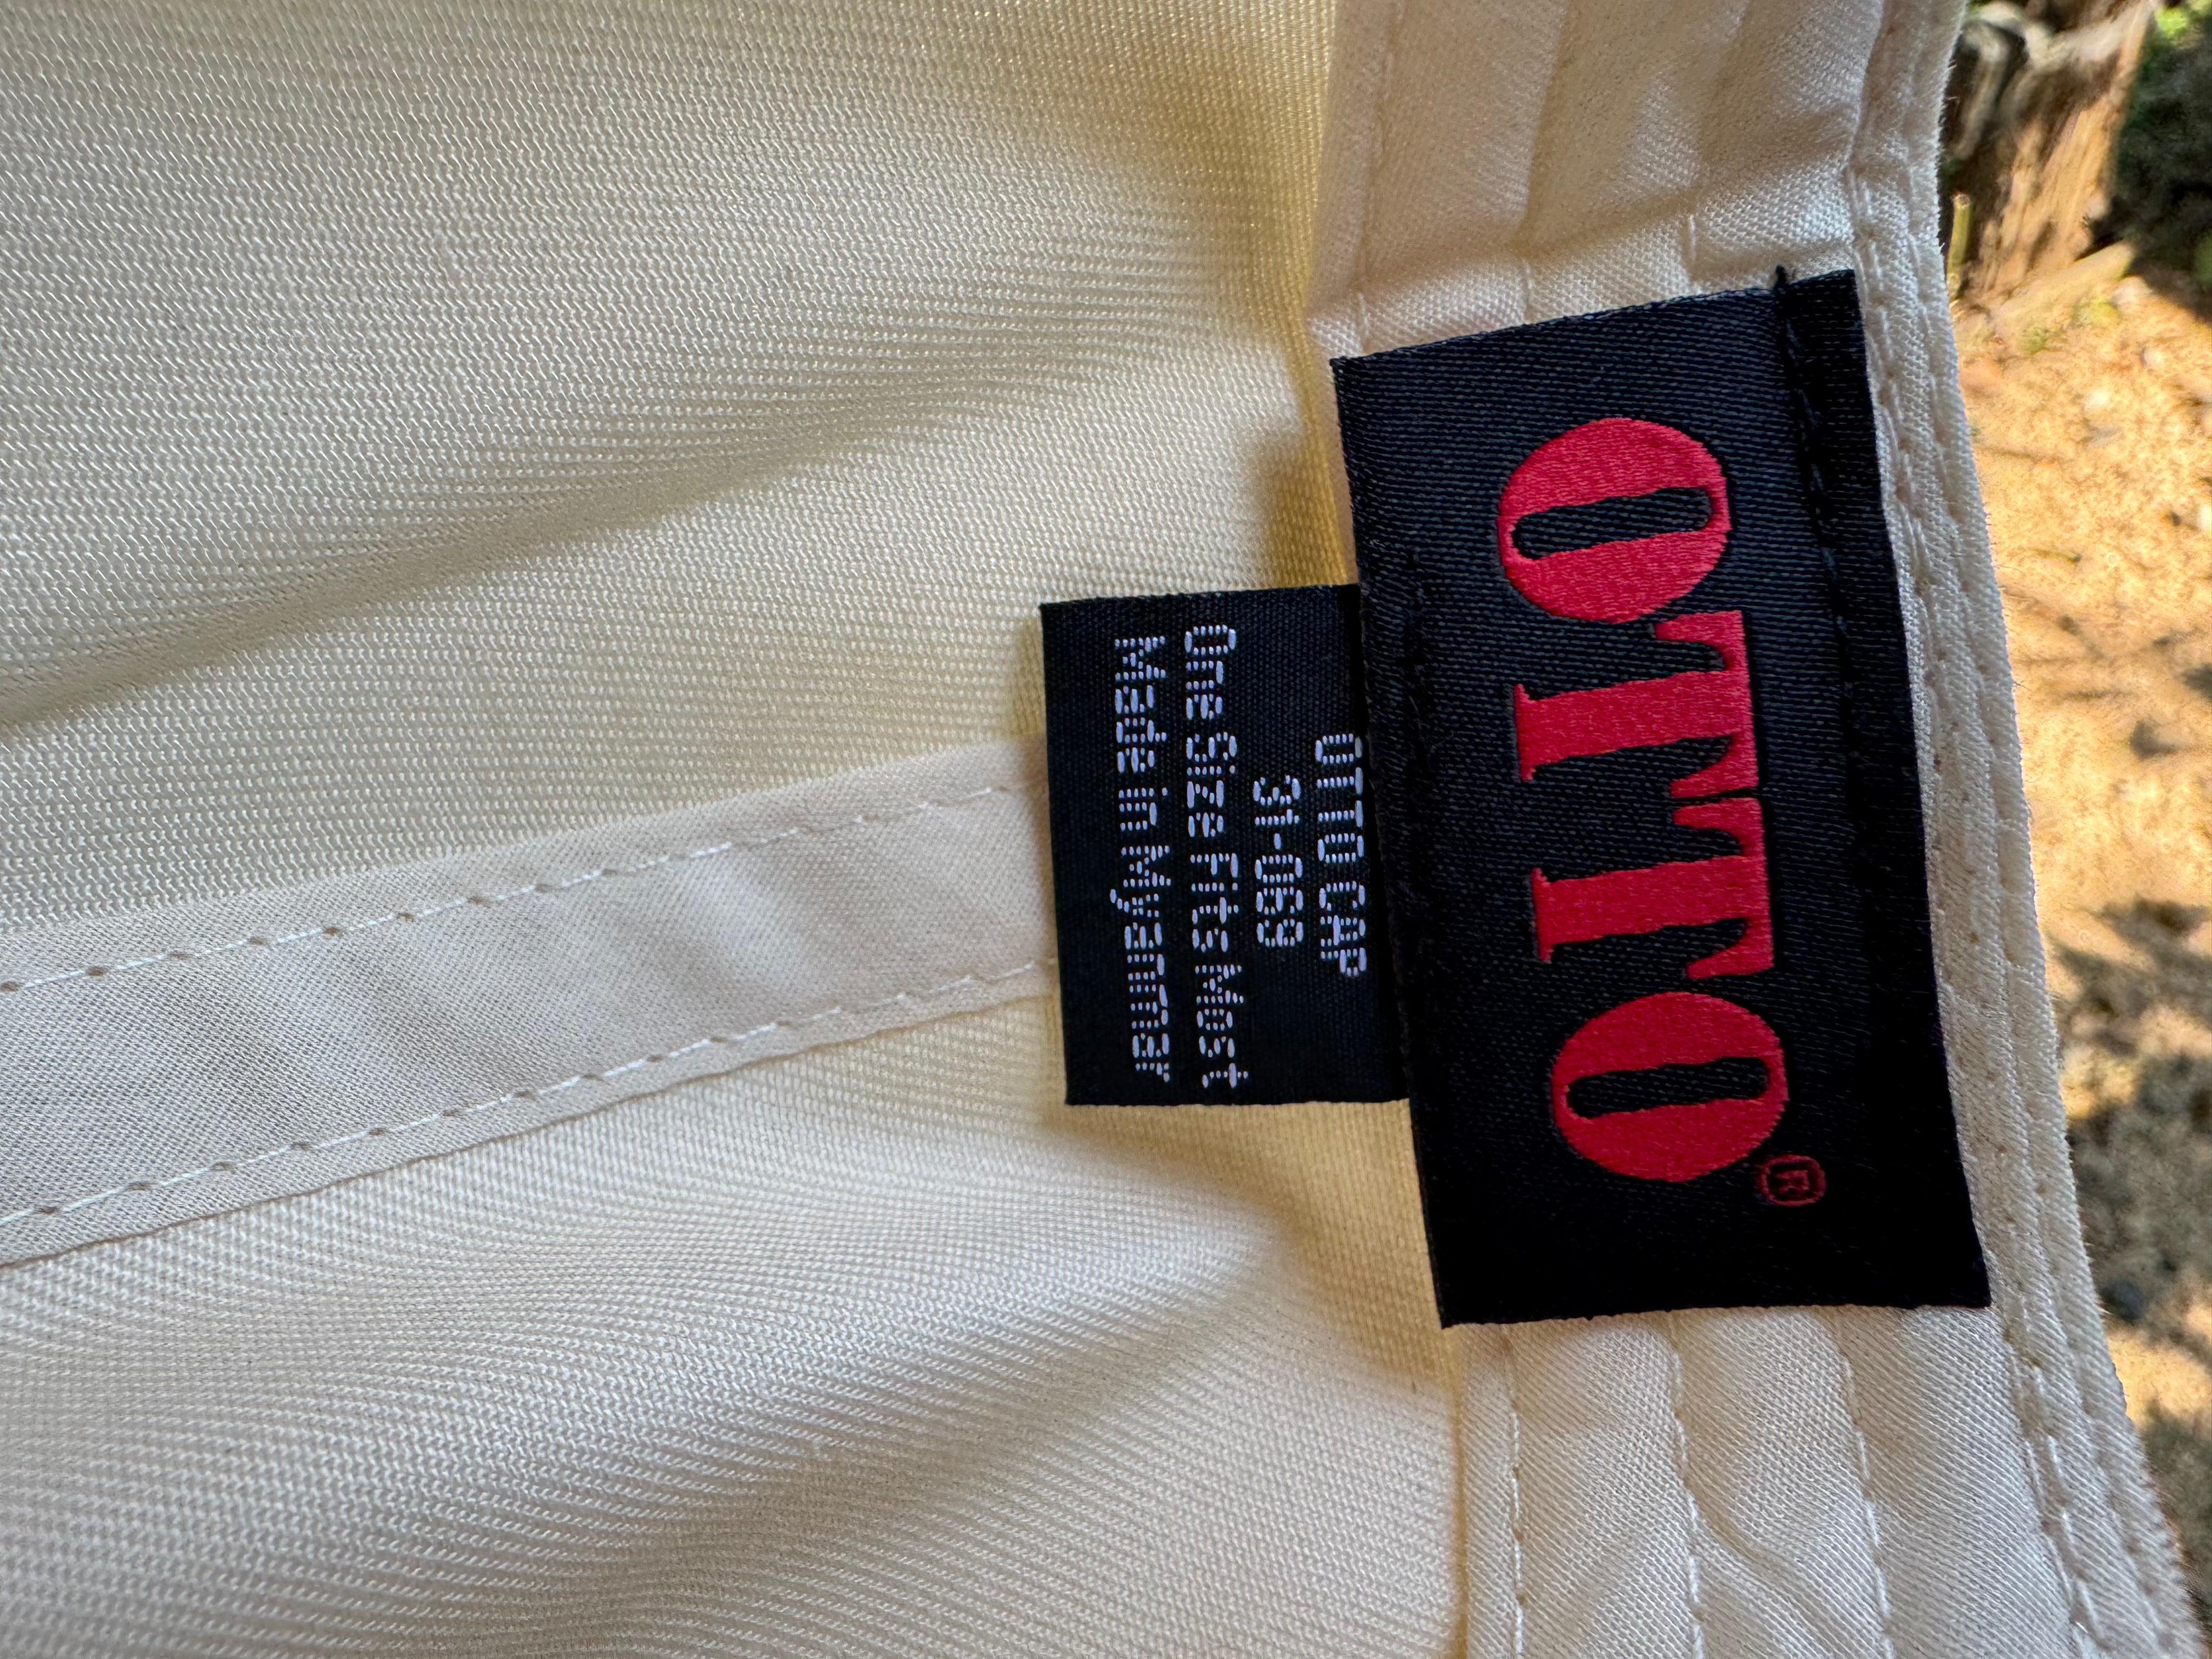 OTTO®
OTTO CAP
31-069
One Size Fits Most
Made in Myanmar